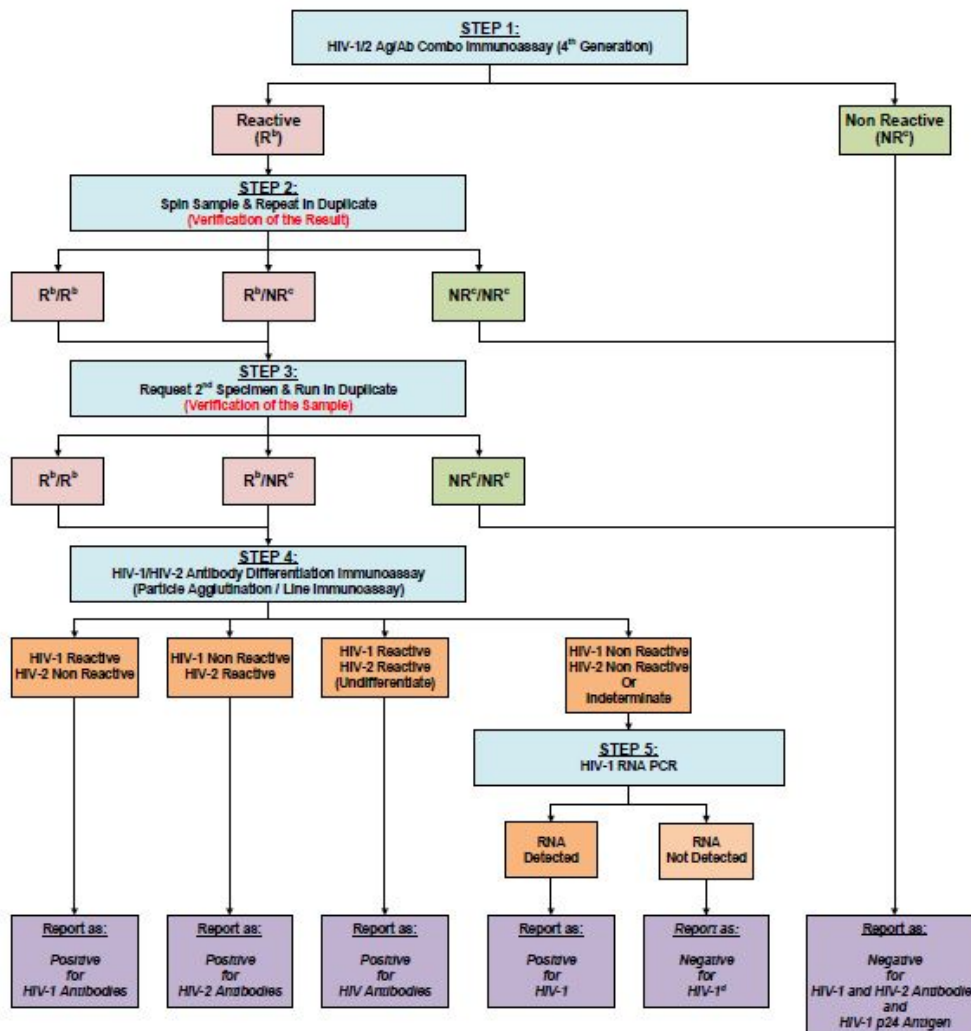 STEP 1:
HIV-1/2 Ag/Ab Combo Immunoassay (4th Generation)
Reactive
(Rb)
Non Reactive
(NRc)
STEP 2:
Spin Sample & Repeat in Duplicate
(Verification of the Result)
Rb/Rb
Rb/NRc
NRc/NRc
STEP 3:
Request 2nd Specimen & Run in Duplicate
(Verification of the Sample)
Rb/Rb
Rb/NRc
NRc/NRc
STEP 4:
HIV-1/HIV-2 Antibody Differentiation Immunoassay
(Particle Agglutination / Line Immunoassay)
HIV-1 Reactive
HIV-2 Non Reactive
HIV-1 Non Reactive
HIV-2 Reactive
HIV-1 Reactive
HIV-2 Reactive
(Undifferentiate)
HIV-1 Non Reactive
HIV-2 Non Reactive
Or
Indeterminate
STEP 5:
HIV-1 RNA PCR
RNA
Detected
RNA
Not Detected
Report as:
Positive
for
HIV-1 Antibodies
Report as:
Positive
for
HIV-2 Antibodies
Report as:
Positive
for
HIV Antibodies
Report as:
Positive
for
HIV-1
Report as:
Negative
for
HIV-1d
Report as:
Negative
for
HIV-1 and HIV-2 Antibodie
and
HIV-1 p24 Antigen